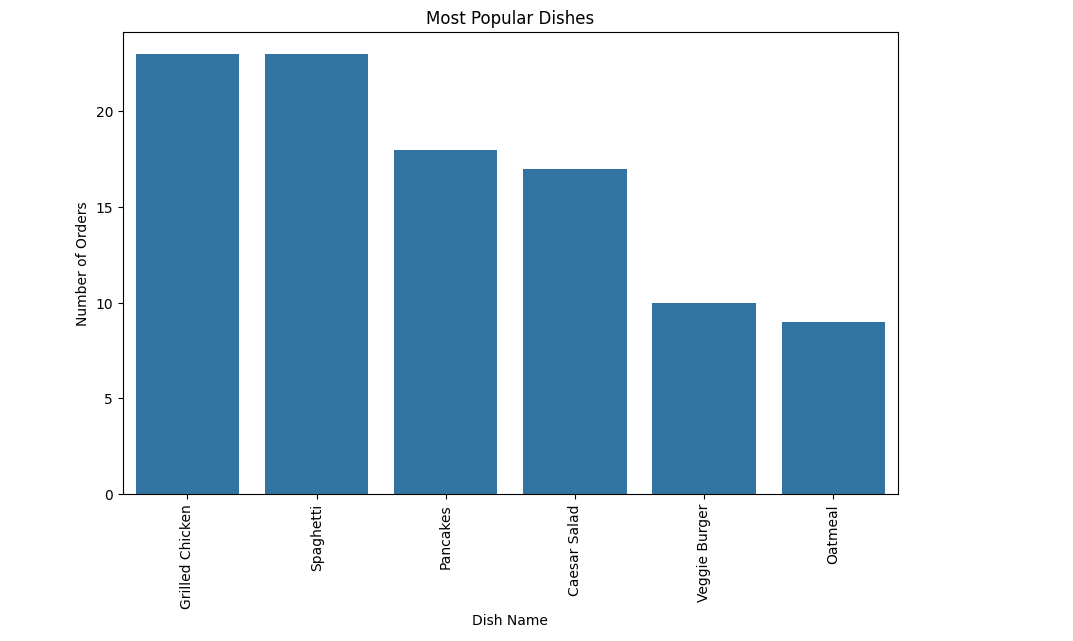 Most Popular Dishes
Number of Orders
20
15
10
5
0
Grilled Chicken
Spaghetti
Pancakes
Caesar Salad
Veggie Burger
Oatmeal
Dish Name